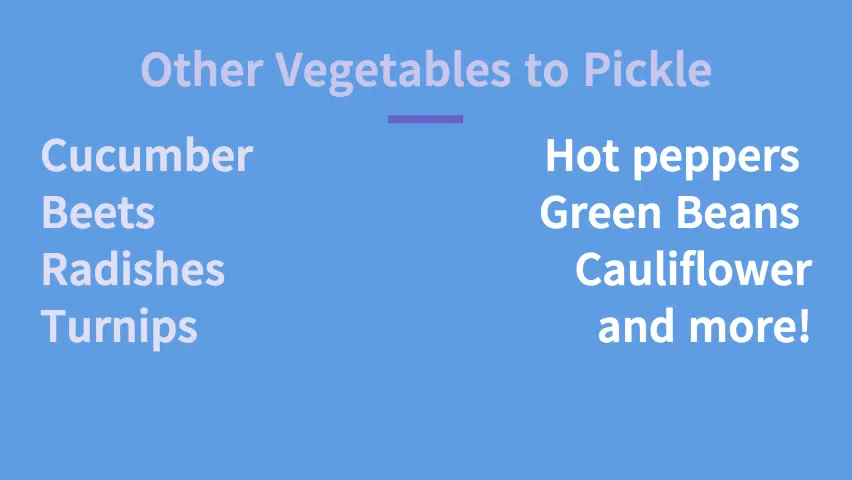 Other Vegetables to Pickle
Cucumber
Beets
Radishes
Turnips
Hot peppers
Green Beans
Cauliflower
and more!